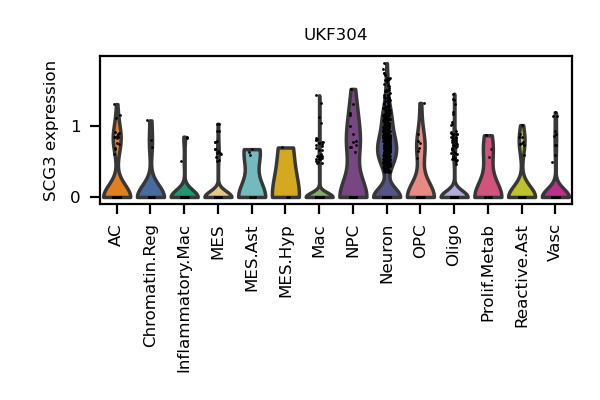 UKF304
SCG3 expression
1
0
AC
Chromatin.Reg
Inflammatory.Mac
MES
MES.Ast
MES.Hyp
Mac
NPC
Neuron
OPC
Oligo
Prolif.Metab
Reactive.Ast
Vasc